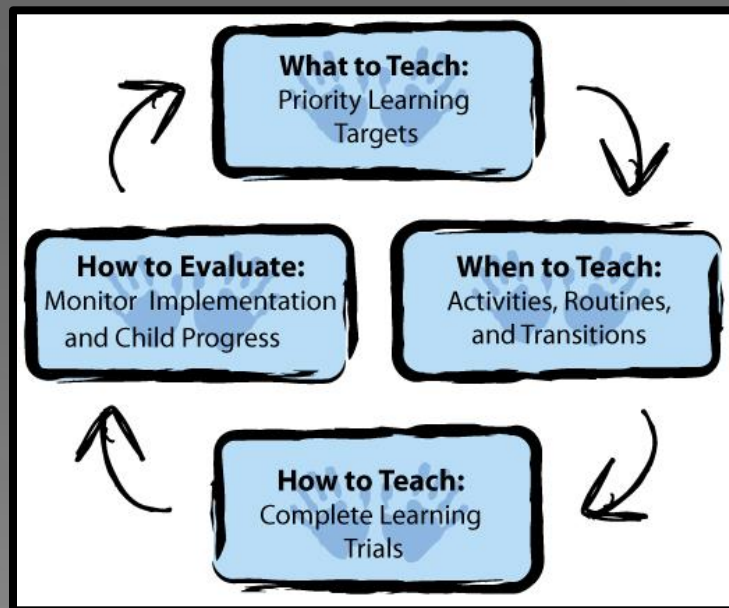 What to Teach:
Priority Learning
Targets
When to Teach:
Activities, Routines,
and Transitions
How to Teach:
Complete Learning
Trials
How to Evaluate:
Monitor Implementation
and Child Progress